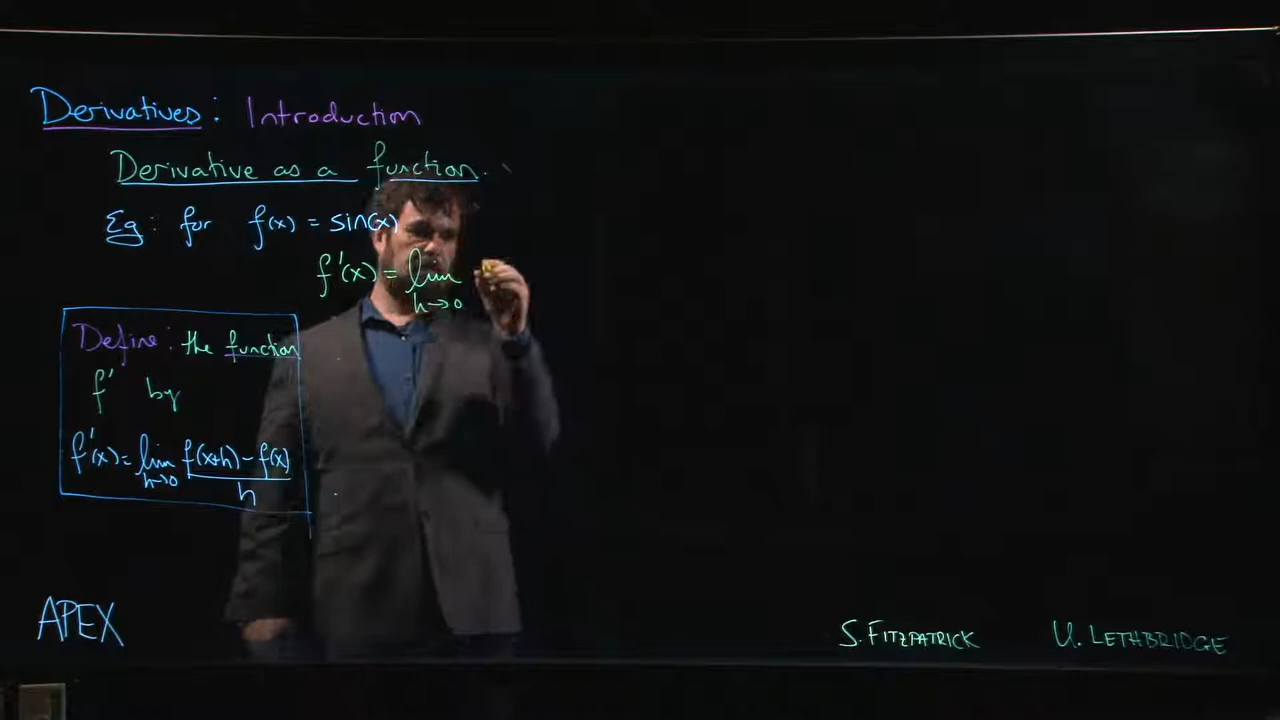 Derivatives: Introduction
Derivative as a function.
Eg: for f(x) = sin(x)
f'(x) = lim
h→0
Define: the function
f' by
f'(x) = lim f(x+h) - f(x)
h→0 h
APEX
S. FITZPATRICK U. LETHBRIDGE